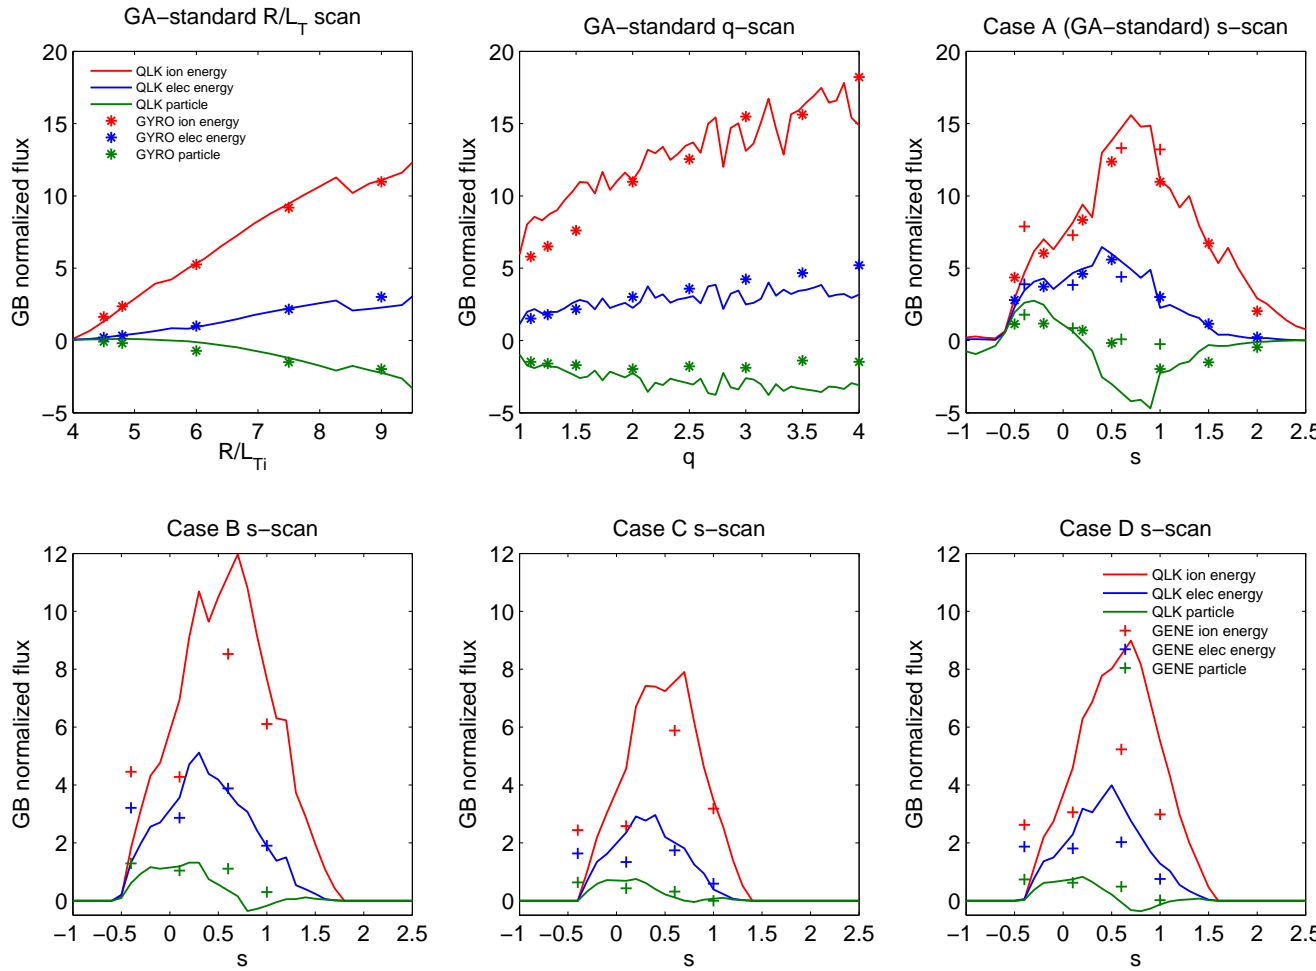 GA−standard R/L_T scan
20
15
10
5
0
−5
GB normalized flux
QLK ion energy
QLK elec energy
QLK particle
GYRO ion energy
GYRO elec energy
GYRO particle
4 5 6 7 8 9
R/L_Ti
GA−standard q−scan
20
15
10
5
0
−5
GB normalized flux
1 1.5 2 2.5 3 3.5 4
q
Case A (GA−standard) s−scan
20
15
10
5
0
−5
GB normalized flux
−1 −0.5 0 0.5 1 1.5 2 2.5
s
Case B s−scan
12
10
8
6
4
2
0
GB normalized flux
−1 −0.5 0 0.5 1 1.5 2 2.5
s
Case C s−scan
12
10
8
6
4
2
0
GB normalized flux
−1 −0.5 0 0.5 1 1.5 2 2.5
s
Case D s−scan
12
10
8
6
4
2
0
GB normalized flux
QLK ion energy
QLK elec energy
QLK particle
GENE ion energy
GENE elec energy
GENE particle
−1 −0.5 0 0.5 1 1.5 2 2.5
s